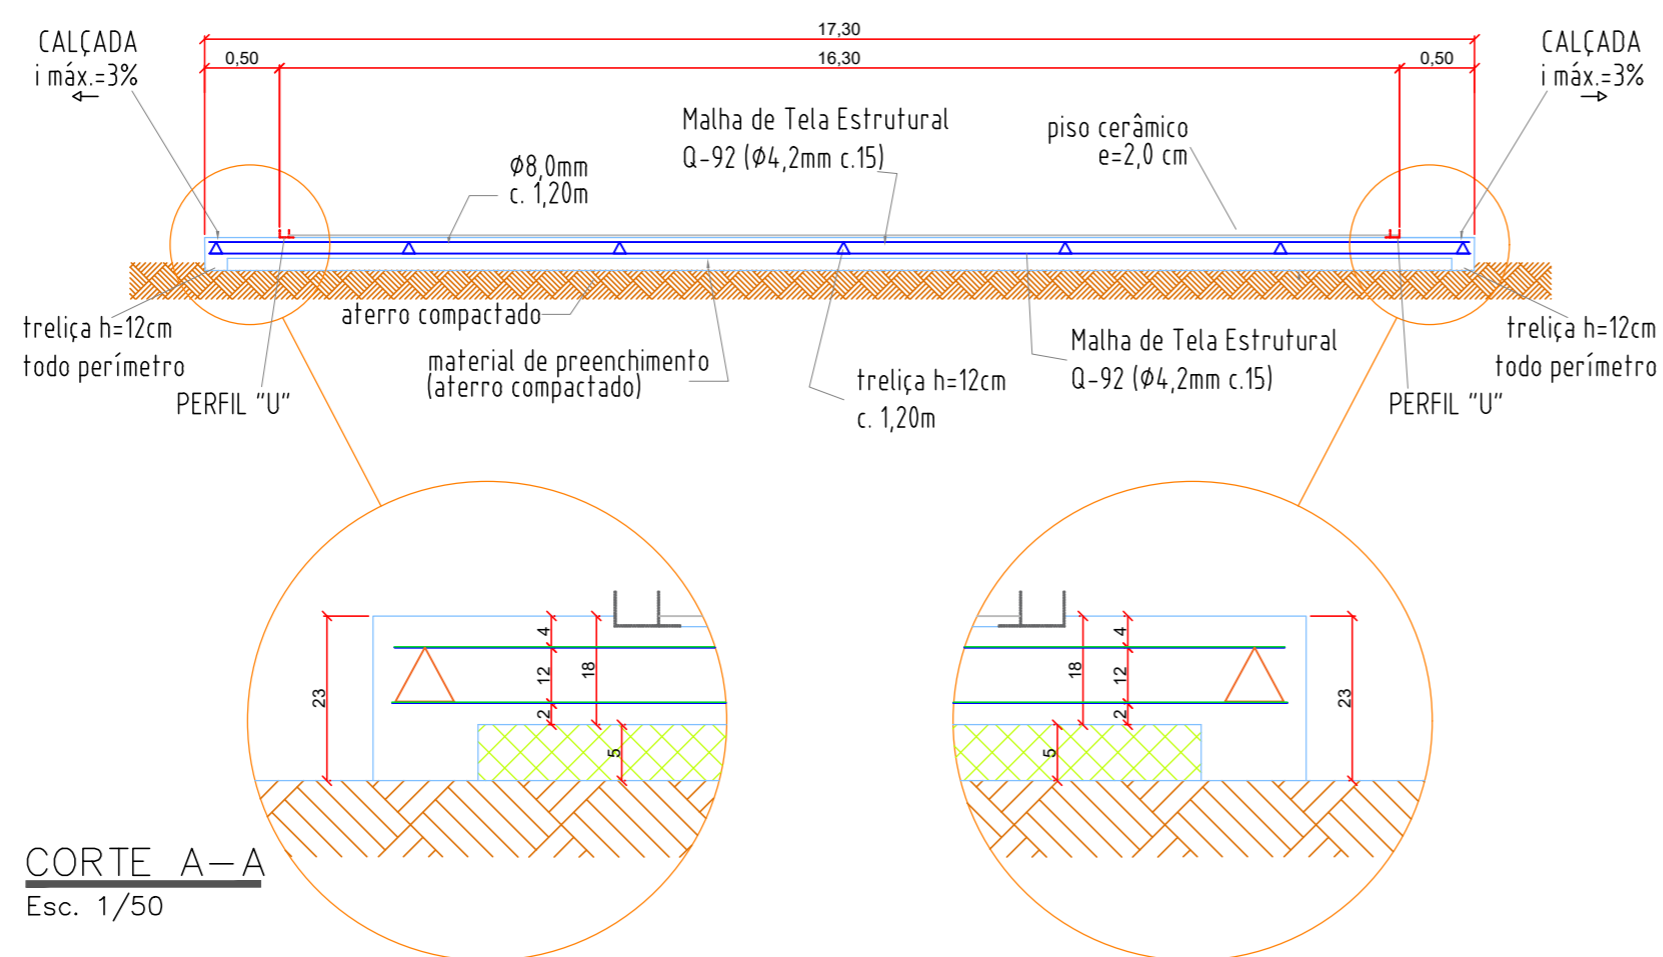 17,30
0,50
16,30
0,50
CALÇADA
i máx.=3%
CALÇADA
i máx.=3%
Malha de Tela Estrutural
Q-92 (Ø4,2mm c.15)
piso cerâmico
e=2,0 cm
Ø8,0mm
c. 1,20m
treliça h=12cm
todo perímetro
PERFIL "U"
aterro compactado
material de preenchimento
(aterro compactado)
treliça h=12cm
c. 1,20m
Malha de Tela Estrutural
Q-92 (Ø4,2mm c.15)
treliça h=12cm
todo perímetro
PERFIL "U"
23
4
12
2
18
5
18
4
12
2
5
23
CORTE A-A
Esc. 1/50